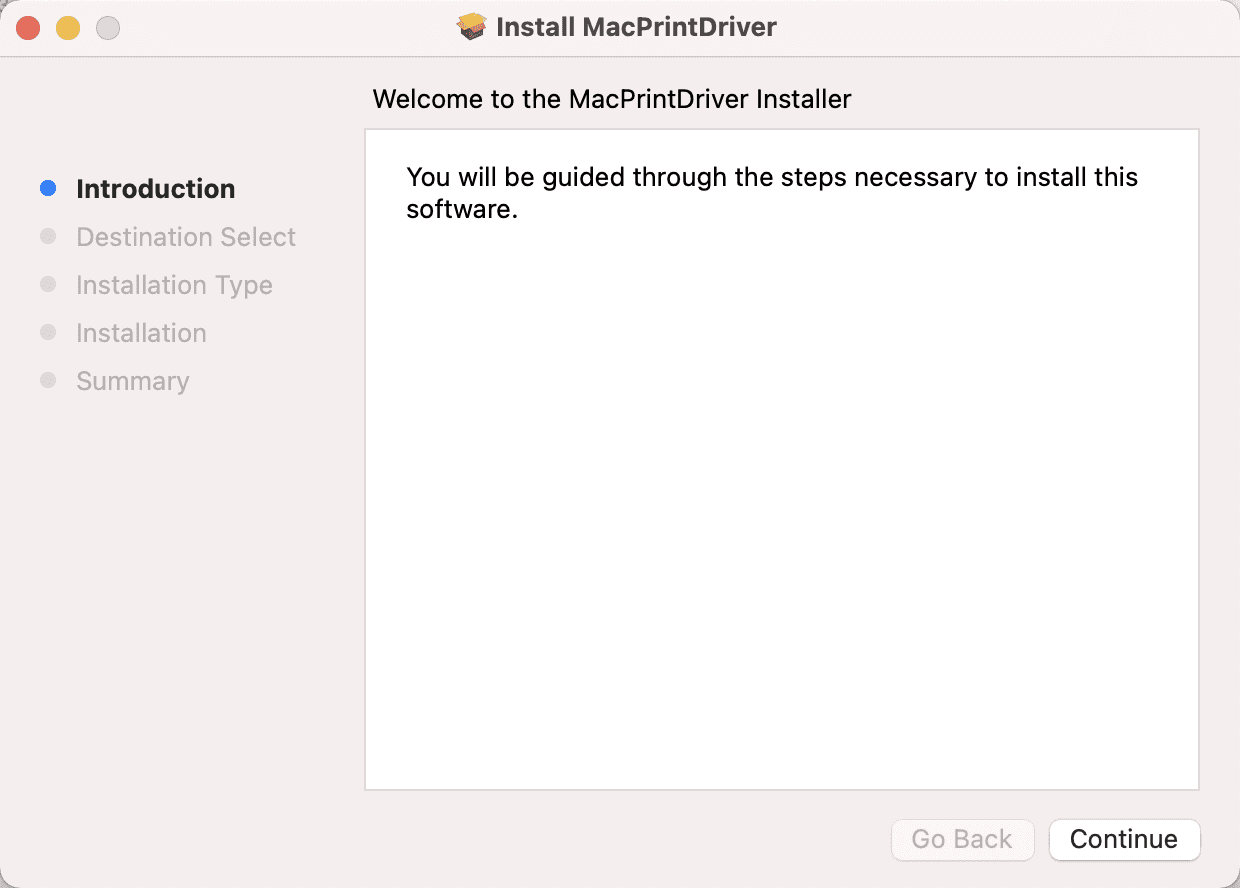 Install MacPrintDriver
Welcome to the MacPrintDriver Installer
Introduction
Destination Select
Installation Type
Installation
Summary
You will be guided through the steps necessary to install this
software.
Go Back
Continue